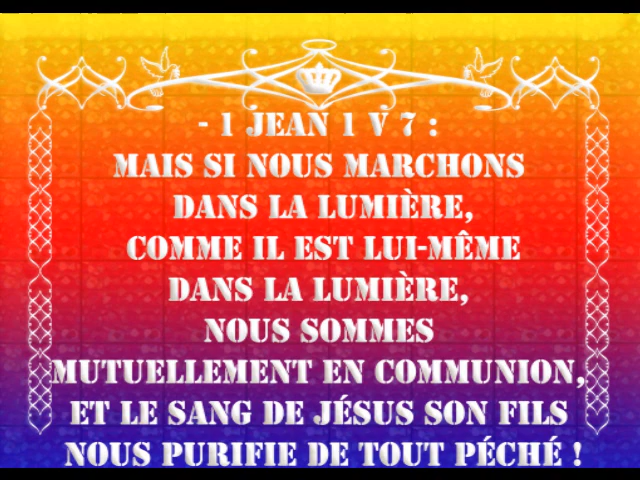 - 1 JEAN 1 V 7 :
MAIS SI NOUS MARCHONS
DANS LA LUMIÈRE,
COMME IL EST LUI-MÊME
DANS LA LUMIÈRE,
NOUS SOMMES
MUTUELLEMENT EN COMMUNION,
ET LE SANG DE JÉSUS SON FILS
NOUS PURIFIE DE TOUT PÉCHÉ !